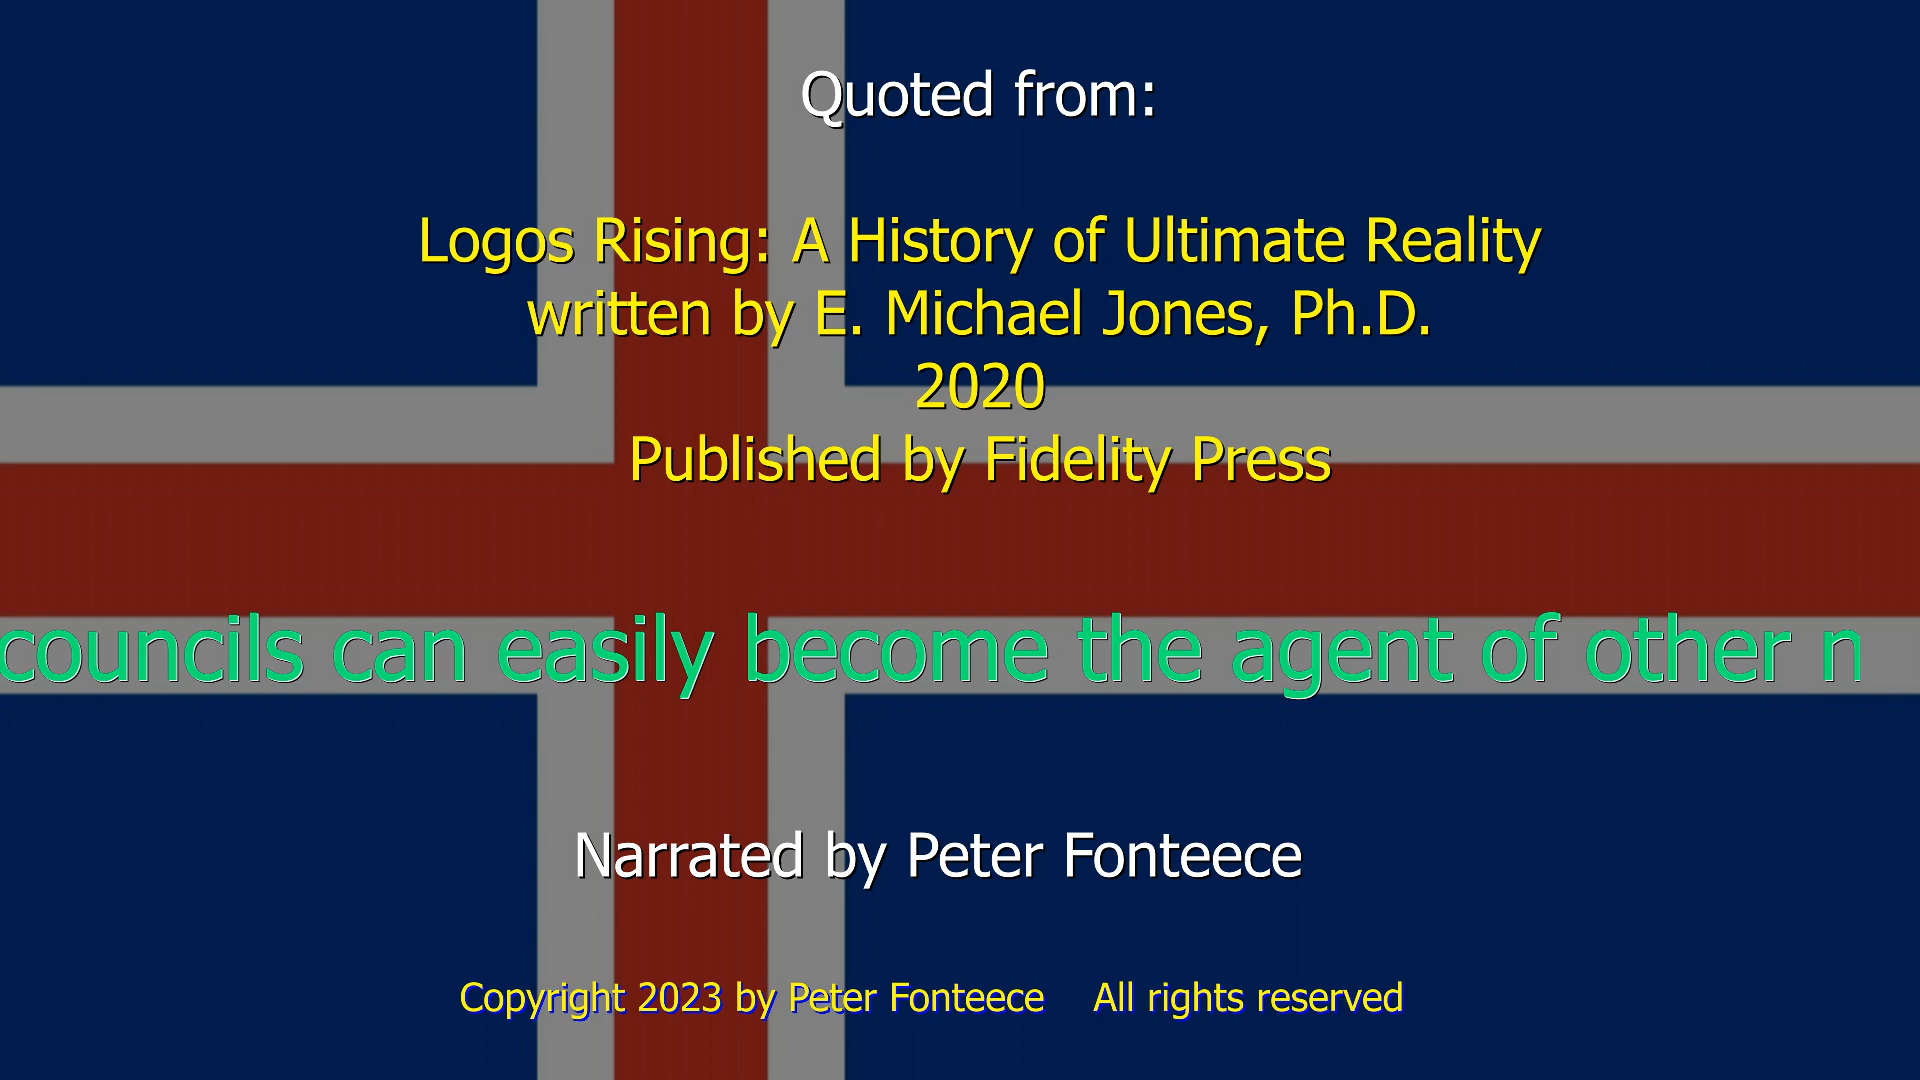 Quoted from:
Logos Rising: A History of Ultimate Reality
written by E. Michael Jones, Ph.D.
2020
Published by Fidelity Press
councils can easily become the agent of other n
Narrated by Peter Fonteece
Copyright 2023 by Peter Fonteece All rights reserved